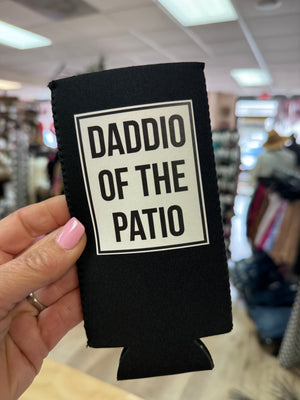 DADDIO
OF THE
PATIO